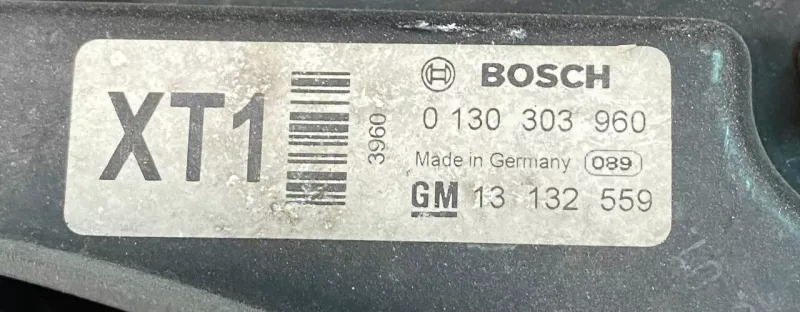 XT1
3960
BOSCH
0 130 303 960
Made in Germany 089
GM 13 132 559